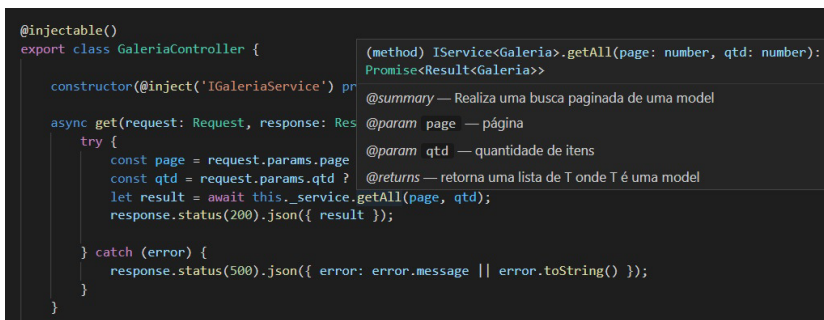 @injectable()
export class GaleriaController {
constructor(@inject('IGaleriaService') pr
async get(request: Request, response: Res
try {
const page = request.params.page
const qtd = request.params.qtd ?
let result = await this._service.getAll(page, qtd);
response.status(200).json({ result });
} catch (error) {
response.status(500).json({ error: error.message || error.toString() });
}
}
(method) IService<Galeria>.getAll(page: number, qtd: number):
Promise<Result<Galeria>>
@summary — Realiza uma busca paginada de uma model
@param page — página
@param qtd — quantidade de itens
@returns — retorna uma lista de T onde T é uma model